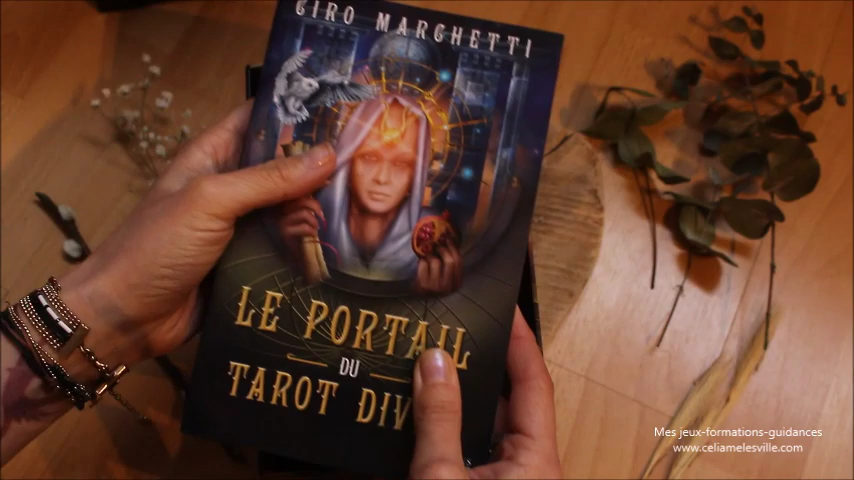 CIRO MARCHETTI
LE PORTAIL
DU
TAROT DIV
Mes jeux-formations-guidances
www.celiamelesville.com